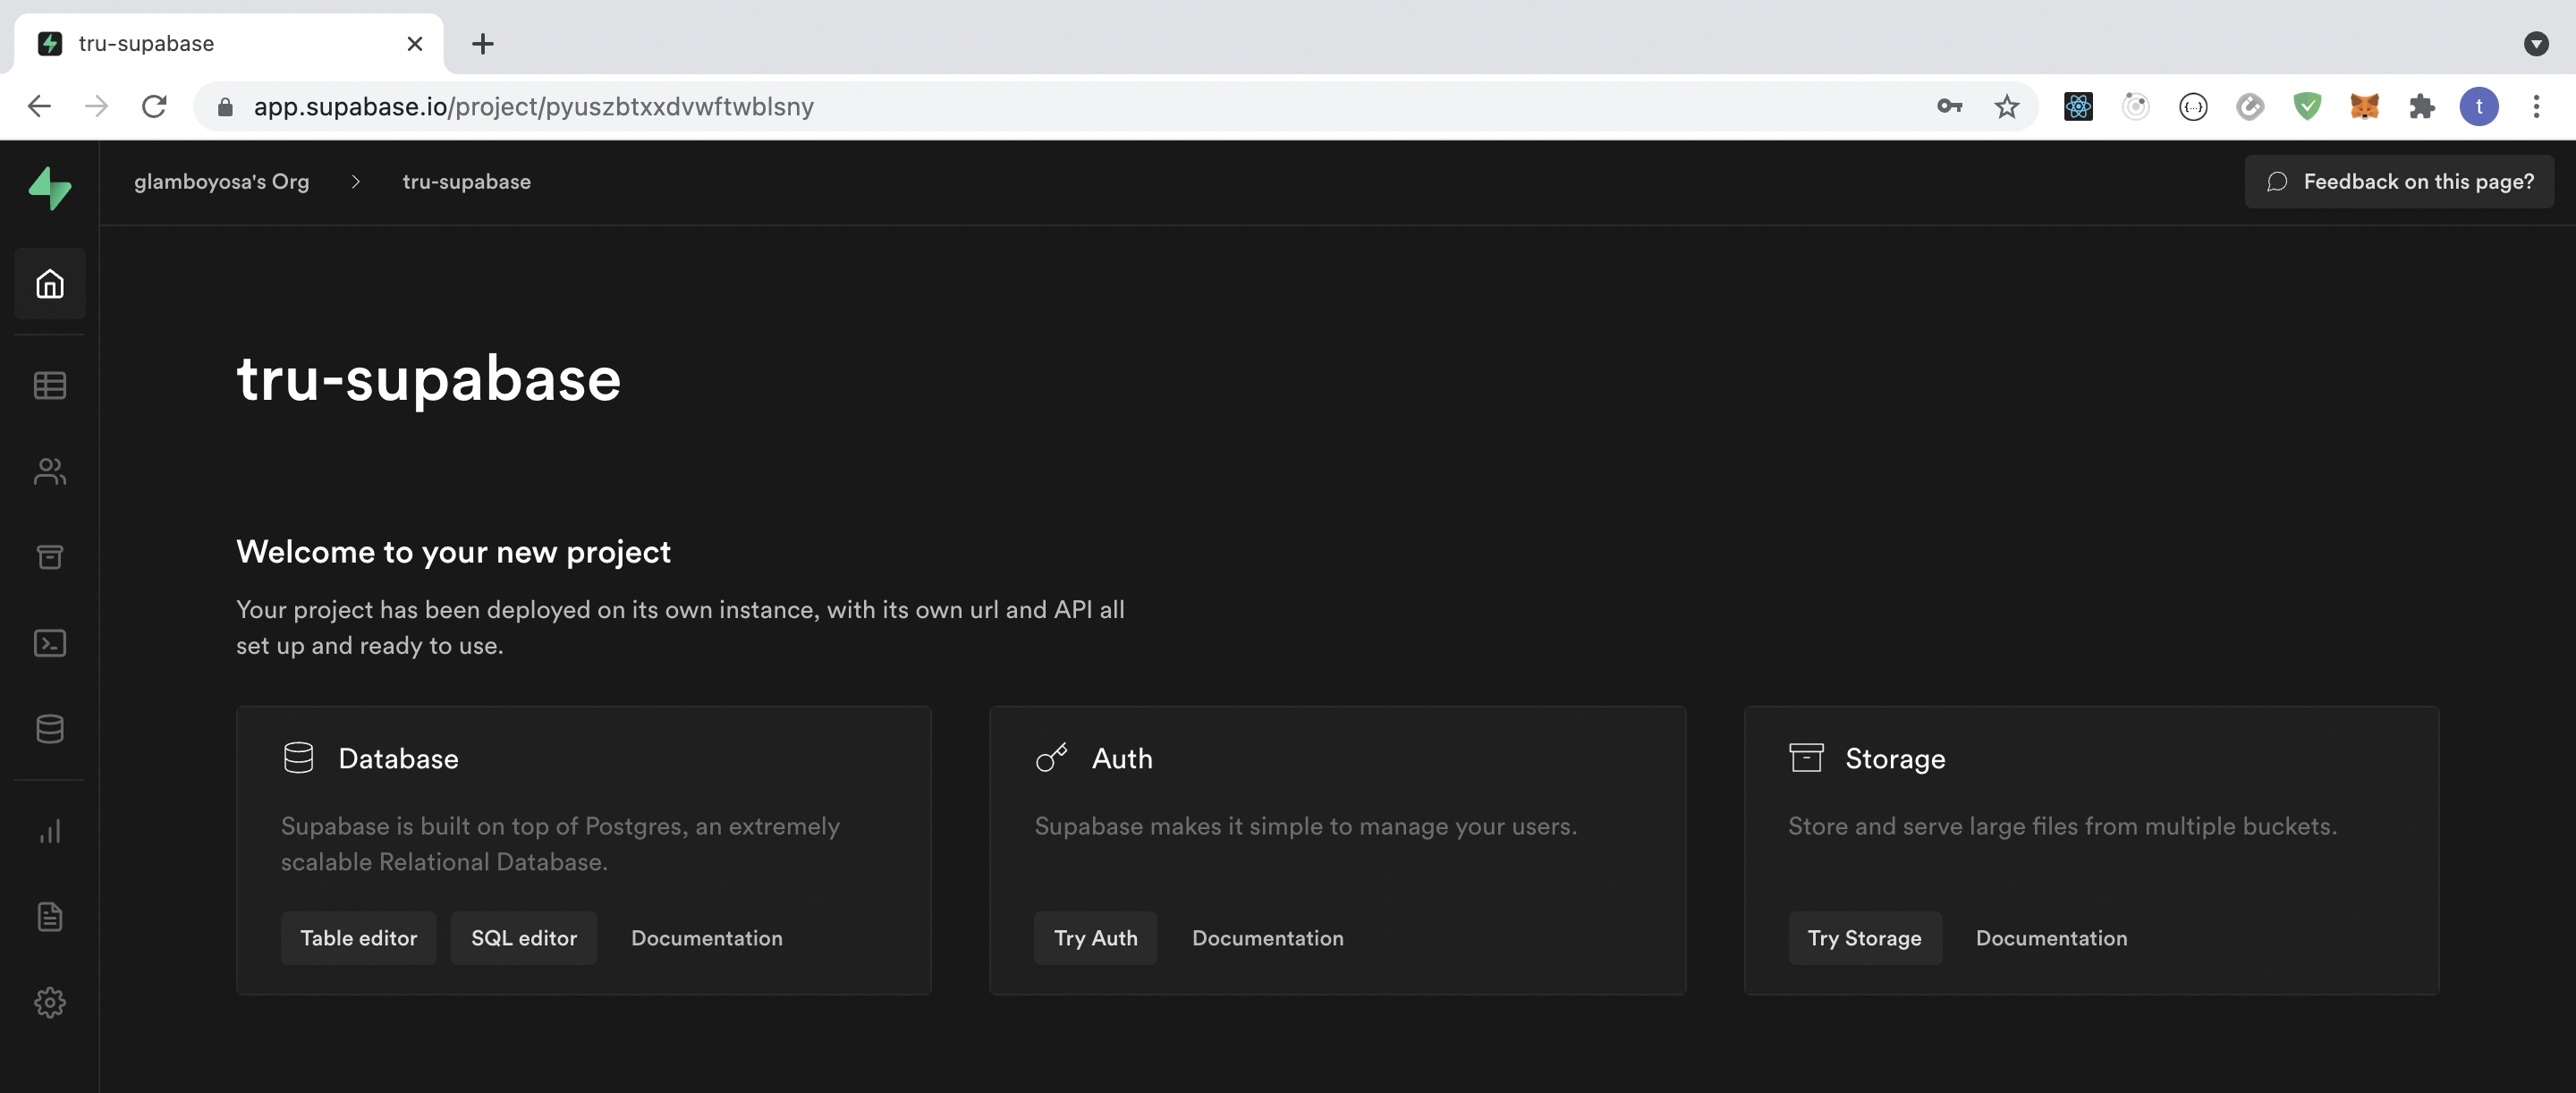 tru-supabase
app.supabase.io/project/pyuszbtxxdvwftwblsny
{...}
t
glamboyosa's Org > tru-supabase
Feedback on this page?
tru-supabase
Welcome to your new project
Your project has been deployed on its own instance, with its own url and API all
set up and ready to use.
Database
Supabase is built on top of Postgres, an extremely
scalable Relational Database.
Table editor
SQL editor
Documentation
Auth
Supabase makes it simple to manage your users.
Try Auth
Documentation
Storage
Store and serve large files from multiple buckets.
Try Storage
Documentation